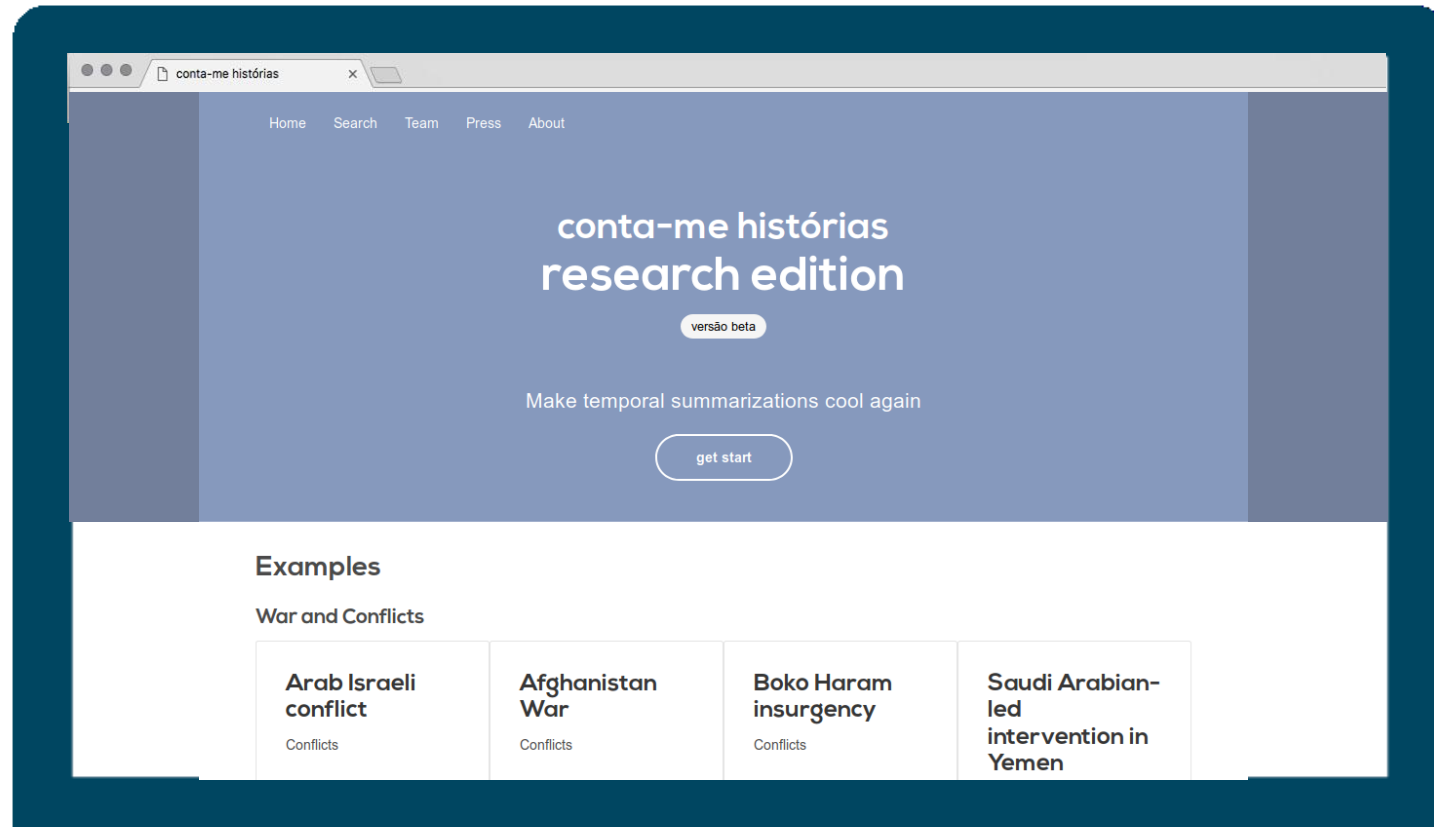 conta-me histórias
Home Search Team Press About
conta-me histórias
research edition
versão beta
Make temporal summarizations cool again
get start
Examples
War and Conflicts
Arab Israeli
conflict
Conflicts
Afghanistan
War
Conflicts
Boko Haram
insurgency
Conflicts
Saudi Arabian-
led
intervention in
Yemen